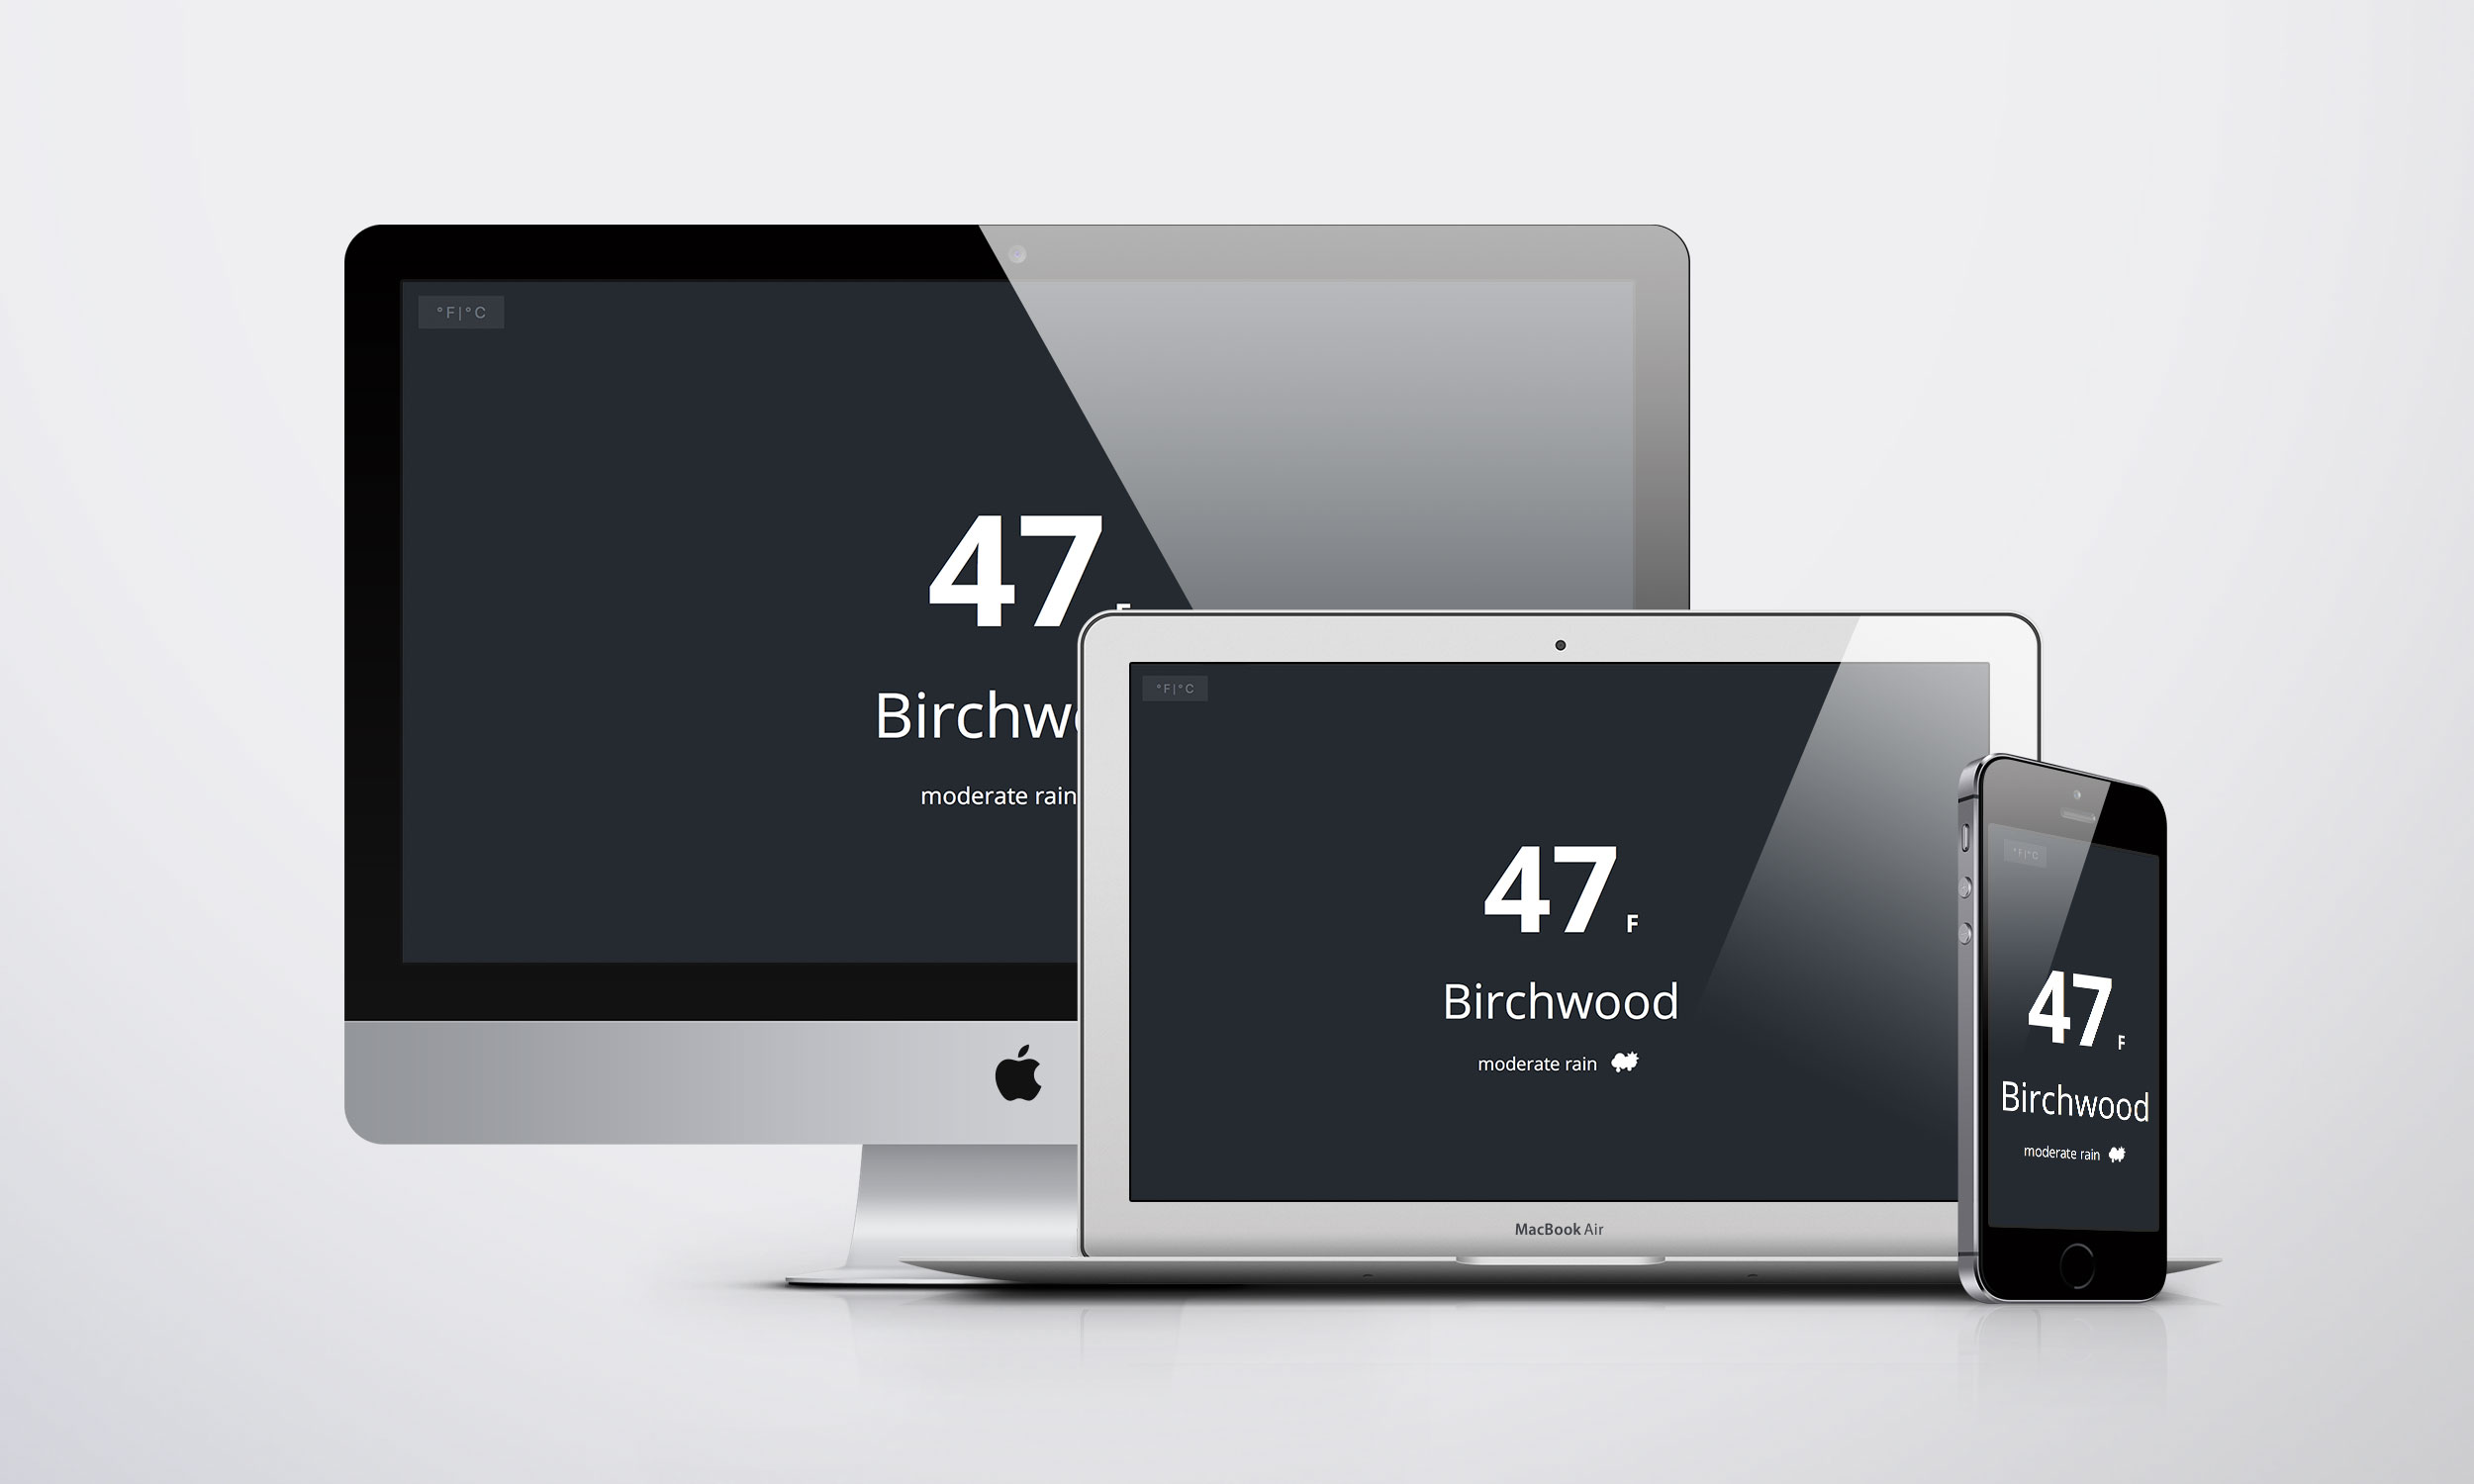 °F|°C
47
Birchw
moderate rain
°F|°C
47 F
Birchwood
moderate rain
MacBook Air
°F|°C
47 F
Birchwood
moderate rain